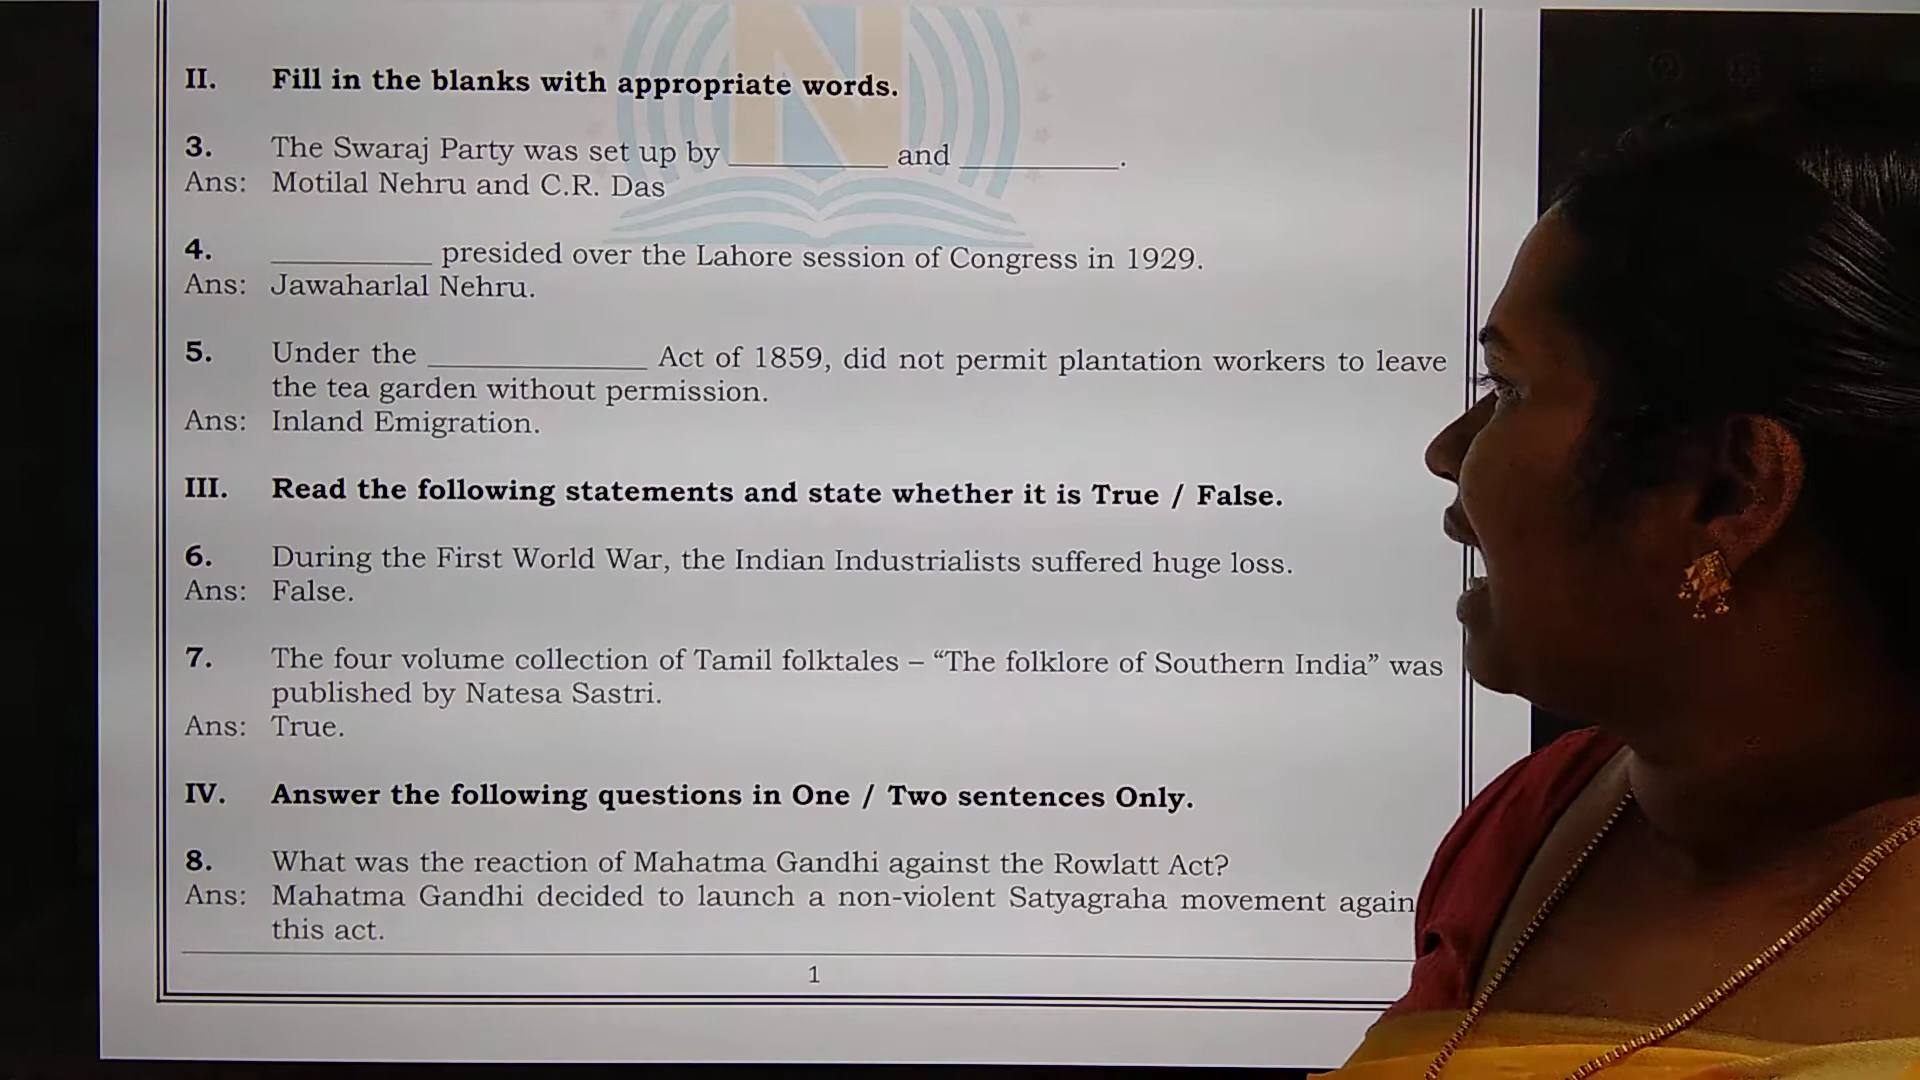 II. Fill in the blanks with appropriate words.
3. The Swaraj Party was set up by __________ and __________.
Ans: Motilal Nehru and C.R. Das
4. __________ presided over the Lahore session of Congress in 1929.
Ans: Jawaharlal Nehru.
5. Under the ______________ Act of 1859, did not permit plantation workers to leave
the tea garden without permission.
Ans: Inland Emigration.
III. Read the following statements and state whether it is True / False.
6. During the First World War, the Indian Industrialists suffered huge loss.
Ans: False.
7. The four volume collection of Tamil folktales – “The folklore of Southern India” was
published by Natesa Sastri.
Ans: True.
IV. Answer the following questions in One / Two sentences Only.
8. What was the reaction of Mahatma Gandhi against the Rowlatt Act?
Ans: Mahatma Gandhi decided to launch a non-violent Satyagraha movement again
this act.
1